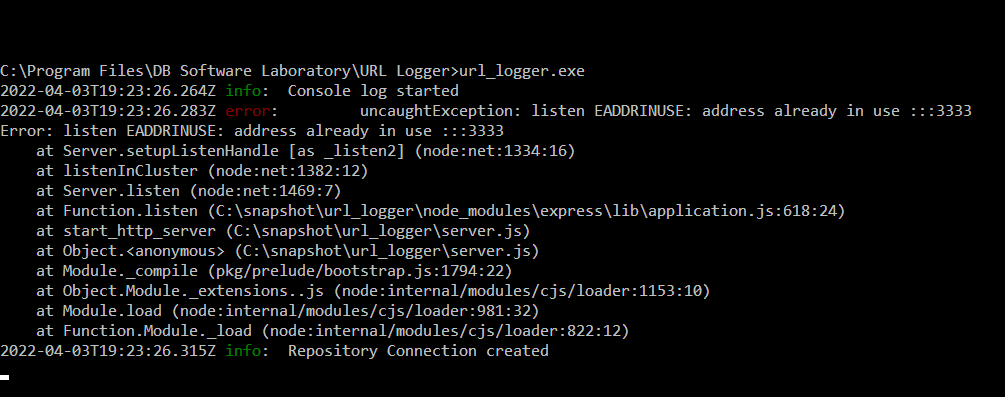 C:\Program Files\DB Software Laboratory\URL Logger>url_logger.exe
2022-04-03T19:23:26.264Z info:  Console log started
2022-04-03T19:23:26.283Z error:         uncaughtException: listen EADDRINUSE: address already in use :::3333
Error: listen EADDRINUSE: address already in use :::3333
    at Server.setupListenHandle [as _listen2] (node:net:1334:16)
    at listenInCluster (node:net:1382:12)
    at Server.listen (node:net:1469:7)
    at Function.listen (C:\snapshot\url_logger\node_modules\express\lib\application.js:618:24)
    at start_http_server (C:\snapshot\url_logger\server.js)
    at Object.<anonymous> (C:\snapshot\url_logger\server.js)
    at Module._compile (pkg/prelude/bootstrap.js:1794:22)
    at Object.Module._extensions..js (node:internal/modules/cjs/loader:1153:10)
    at Module.load (node:internal/modules/cjs/loader:981:32)
    at Function.Module._load (node:internal/modules/cjs/loader:822:12)
2022-04-03T19:23:26.315Z info:  Repository Connection created